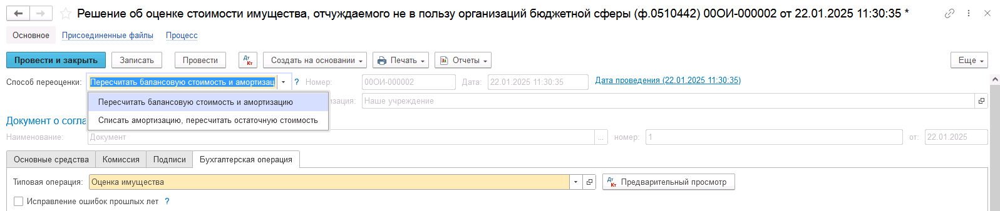 Решение об оценке стоимости имущества, отчуждаемого не в пользу организаций бюджетной сферы (ф.0510442) 00ОИ-000002 от 22.01.2025 11:30:35 *
Основное Присоединенные файлы Процесс
Провести и закрыть Записать Провести Дт Кт Создать на основании Печать Отчеты Еще
Способ переоценки: Пересчитать балансовую стоимость и амортизац ? Номер: 00ОИ-000002 Дата: 22.01.2025 11:30:35 Дата проведения (22.01.2025 11:30:35)
Пересчитать балансовую стоимость и амортизацию изация: Наше учреждение
Списать амортизацию, пересчитать остаточную стоимость
Документ о согла
Наименование: Документ ... номер: 1 от: 22.01.2025
Основные средства Комиссия Подписи Бухгалтерская операция
Типовая операция: Оценка имущества Дт Кт Предварительный просмотр
Исправление ошибок прошлых лет ?